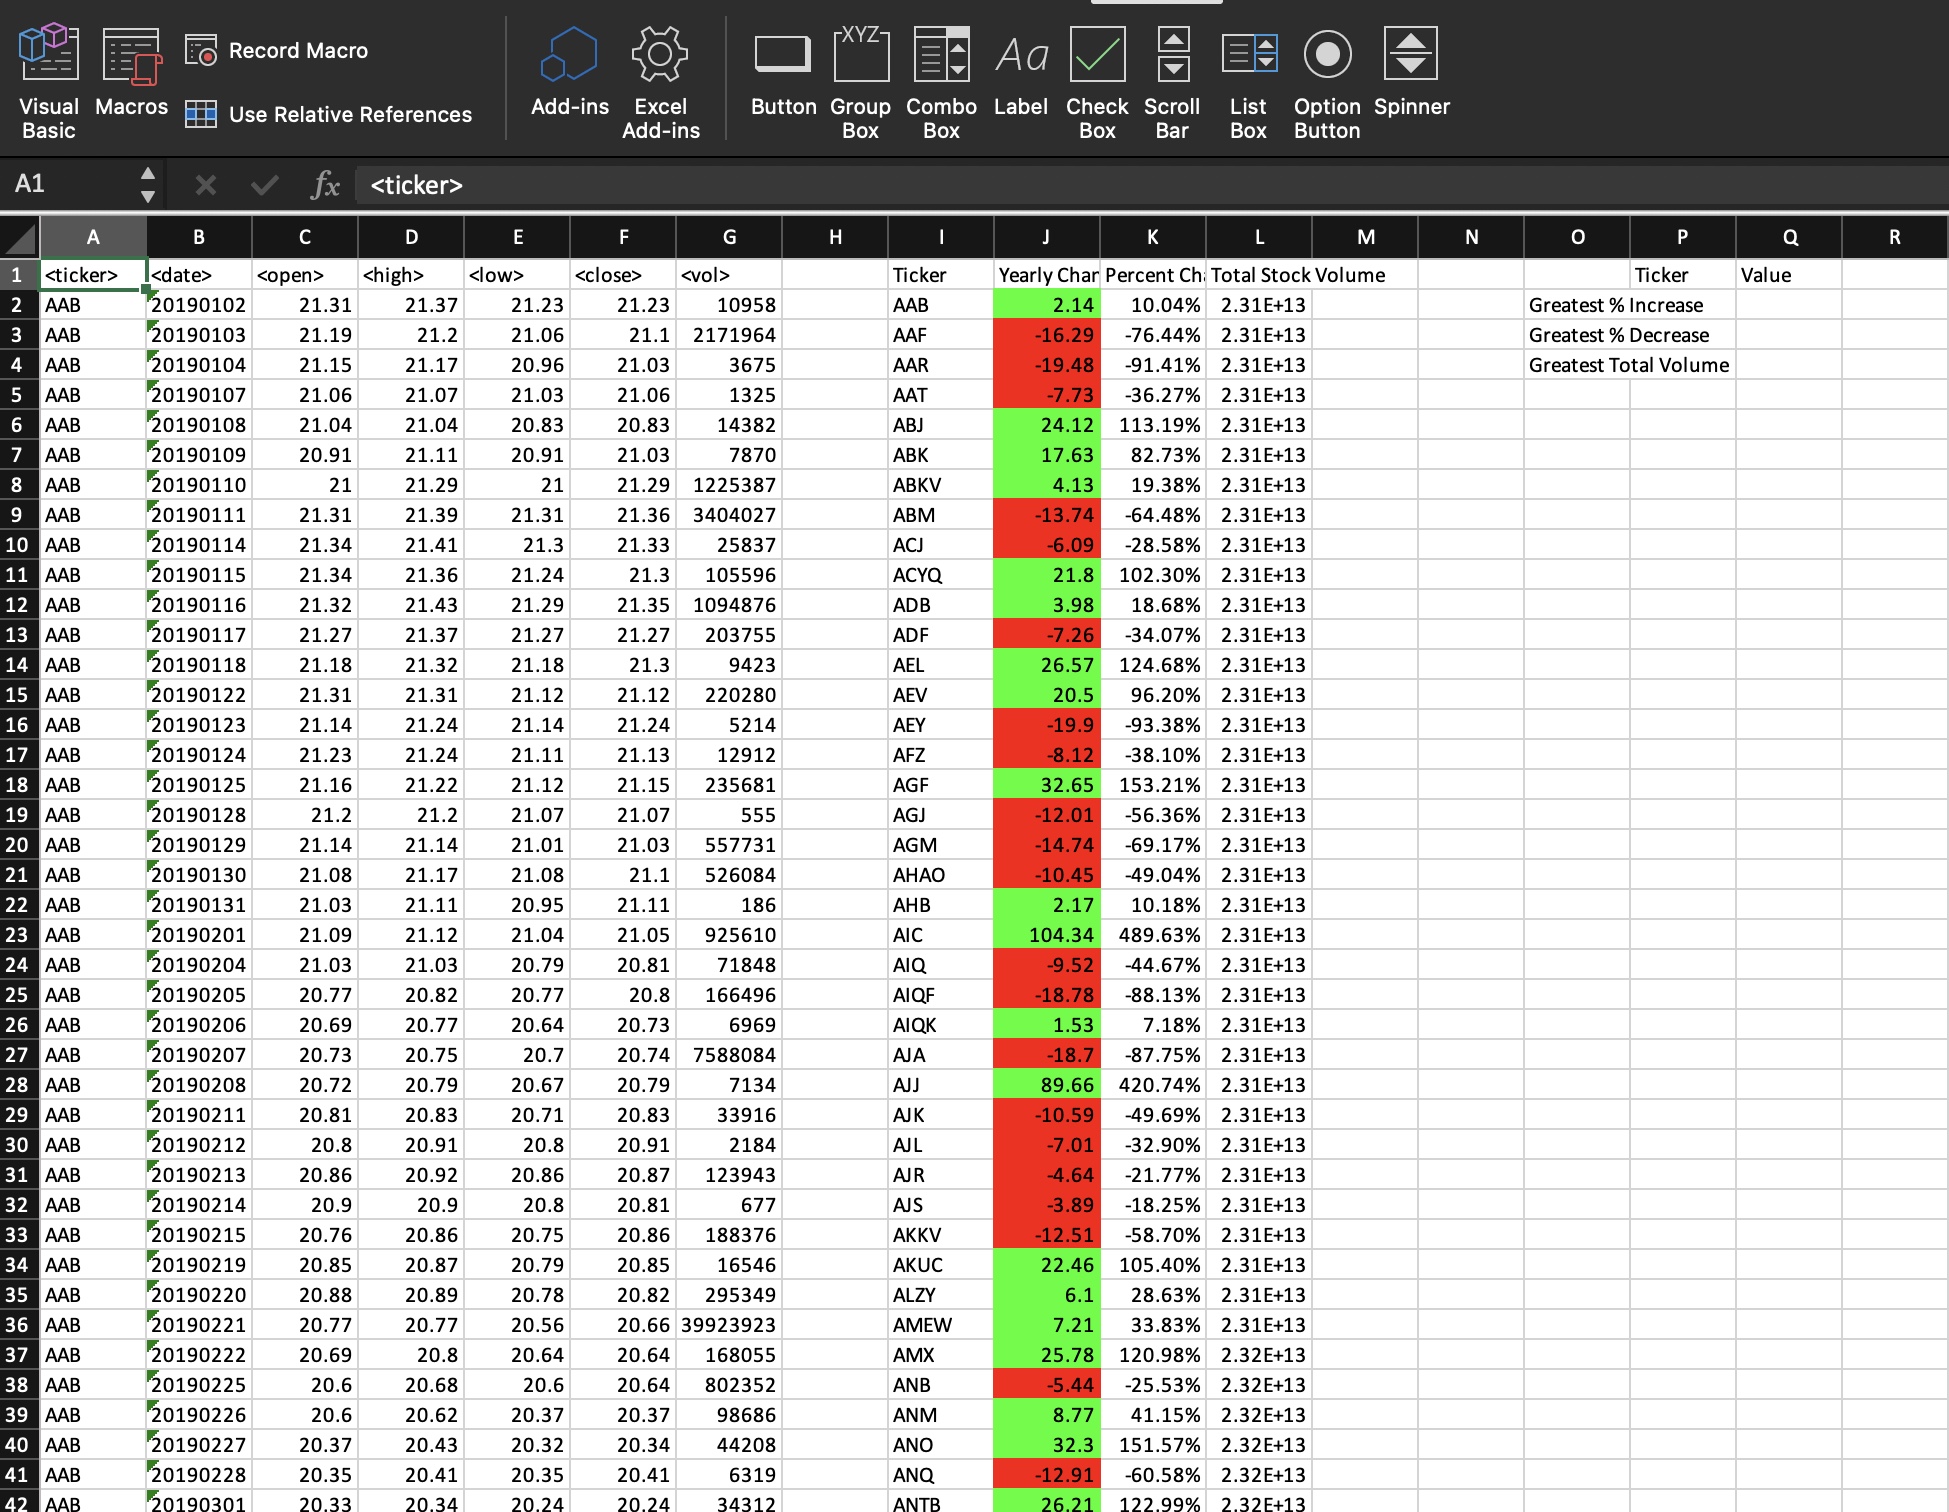 Visual Basic
Macros
Record Macro
Use Relative References
Add-ins
Excel Add-ins
Button
XYZ
Group Box
Combo Box
Aa
Label
Check Box
Scroll Bar
List Box
Option Button
Spinner
A1 fx <ticker>
A B C D E F G H I J K L M N O P Q R
1 <ticker> <date> <open> <high> <low> <close> <vol> Ticker Yearly Char Percent Ch Total Stock Volume Ticker Value
2 AAB 20190102 21.31 21.37 21.23 21.23 10958 AAB 2.14 10.04% 2.31E+13 Greatest % Increase
3 AAB 20190103 21.19 21.2 21.06 21.1 2171964 AAF -16.29 -76.44% 2.31E+13 Greatest % Decrease
4 AAB 20190104 21.15 21.17 20.96 21.03 3675 AAR -19.48 -91.41% 2.31E+13 Greatest Total Volume
5 AAB 20190107 21.06 21.07 21.03 21.06 1325 AAT -7.73 -36.27% 2.31E+13
6 AAB 20190108 21.04 21.04 20.83 20.83 14382 ABJ 24.12 113.19% 2.31E+13
7 AAB 20190109 20.91 21.11 20.91 21.03 7870 ABK 17.63 82.73% 2.31E+13
8 AAB 20190110 21 21.29 21 21.29 1225387 ABKV 4.13 19.38% 2.31E+13
9 AAB 20190111 21.31 21.39 21.31 21.36 3404027 ABM -13.74 -64.48% 2.31E+13
10 AAB 20190114 21.34 21.41 21.3 21.33 25837 ACJ -6.09 -28.58% 2.31E+13
11 AAB 20190115 21.34 21.36 21.24 21.3 105596 ACYQ 21.8 102.30% 2.31E+13
12 AAB 20190116 21.32 21.43 21.29 21.35 1094876 ADB 3.98 18.68% 2.31E+13
13 AAB 20190117 21.27 21.37 21.27 21.27 203755 ADF -7.26 -34.07% 2.31E+13
14 AAB 20190118 21.18 21.32 21.18 21.3 9423 AEL 26.57 124.68% 2.31E+13
15 AAB 20190122 21.31 21.31 21.12 21.12 220280 AEV 20.5 96.20% 2.31E+13
16 AAB 20190123 21.14 21.24 21.14 21.24 5214 AEY -19.9 -93.38% 2.31E+13
17 AAB 20190124 21.23 21.24 21.11 21.13 12912 AFZ -8.12 -38.10% 2.31E+13
18 AAB 20190125 21.16 21.22 21.12 21.15 235681 AGF 32.65 153.21% 2.31E+13
19 AAB 20190128 21.2 21.2 21.07 21.07 555 AGJ -12.01 -56.36% 2.31E+13
20 AAB 20190129 21.14 21.14 21.01 21.03 557731 AGM -14.74 -69.17% 2.31E+13
21 AAB 20190130 21.08 21.17 21.08 21.1 526084 AHAO -10.45 -49.04% 2.31E+13
22 AAB 20190131 21.03 21.11 20.95 21.11 186 AHB 2.17 10.18% 2.31E+13
23 AAB 20190201 21.09 21.12 21.04 21.05 925610 AIC 104.34 489.63% 2.31E+13
24 AAB 20190204 21.03 21.03 20.79 20.81 71848 AIQ -9.52 -44.67% 2.31E+13
25 AAB 20190205 20.77 20.82 20.77 20.8 166496 AIQF -18.78 -88.13% 2.31E+13
26 AAB 20190206 20.69 20.77 20.64 20.73 6969 AIQK 1.53 7.18% 2.31E+13
27 AAB 20190207 20.73 20.75 20.7 20.74 7588084 AJA -18.7 -87.75% 2.31E+13
28 AAB 20190208 20.72 20.79 20.67 20.79 7134 AJJ 89.66 420.74% 2.31E+13
29 AAB 20190211 20.81 20.83 20.71 20.83 33916 AJK -10.59 -49.69% 2.31E+13
30 AAB 20190212 20.8 20.91 20.8 20.91 2184 AJL -7.01 -32.90% 2.31E+13
31 AAB 20190213 20.86 20.92 20.86 20.87 123943 AJR -4.64 -21.77% 2.31E+13
32 AAB 20190214 20.9 20.9 20.8 20.81 677 AJS -3.89 -18.25% 2.31E+13
33 AAB 20190215 20.76 20.86 20.75 20.86 188376 AKKV -12.51 -58.70% 2.31E+13
34 AAB 20190219 20.85 20.87 20.79 20.85 16546 AKUC 22.46 105.40% 2.31E+13
35 AAB 20190220 20.88 20.89 20.78 20.82 295349 ALZY 6.1 28.63% 2.31E+13
36 AAB 20190221 20.77 20.77 20.56 20.66 39923923 AMEW 7.21 33.83% 2.31E+13
37 AAB 20190222 20.69 20.8 20.64 20.64 168055 AMX 25.78 120.98% 2.32E+13
38 AAB 20190225 20.6 20.68 20.6 20.64 802352 ANB -5.44 -25.53% 2.32E+13
39 AAB 20190226 20.6 20.62 20.37 20.37 98686 ANM 8.77 41.15% 2.32E+13
40 AAB 20190227 20.37 20.43 20.32 20.34 44208 ANO 32.3 151.57% 2.32E+13
41 AAB 20190228 20.35 20.41 20.35 20.41 6319 ANQ -12.91 -60.58% 2.32E+13
42 AAB 20190301 20.33 20.34 20.24 20.24 34312 ANTB 26.21 122.99% 2.32E+13